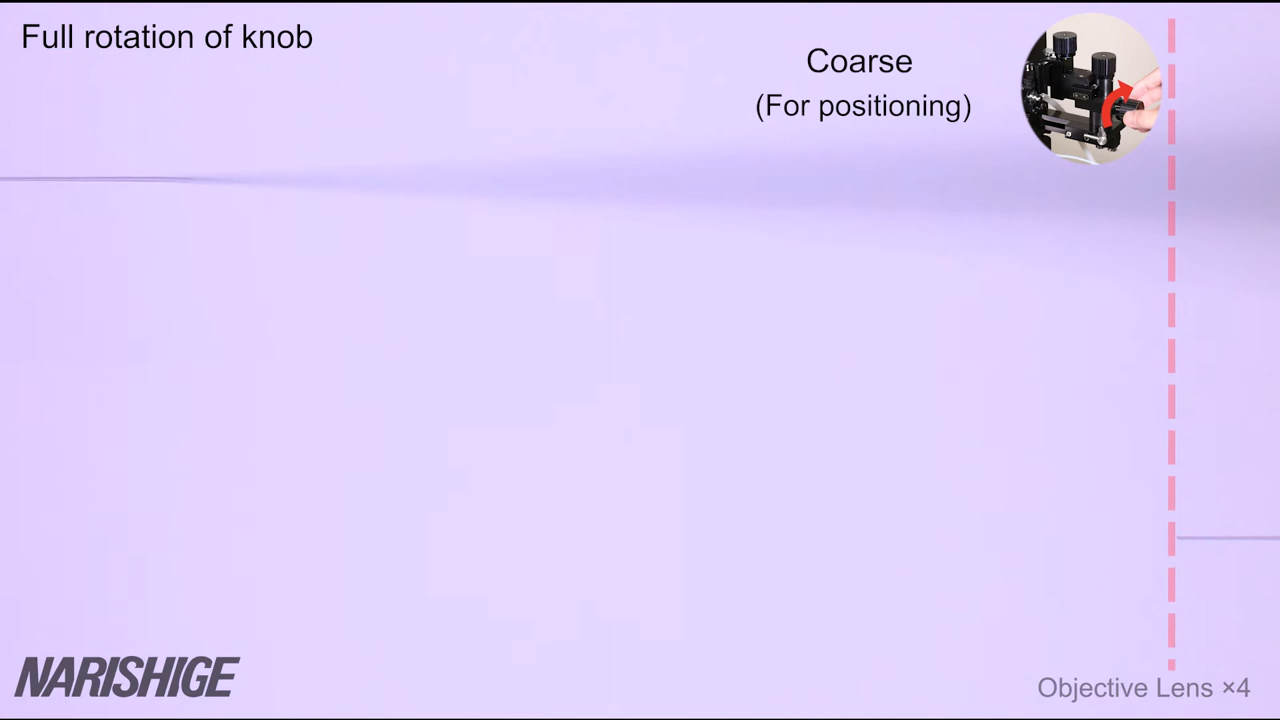 Full rotation of knob
Coarse
(For positioning)
NARISHIGE
Objective Lens ×4